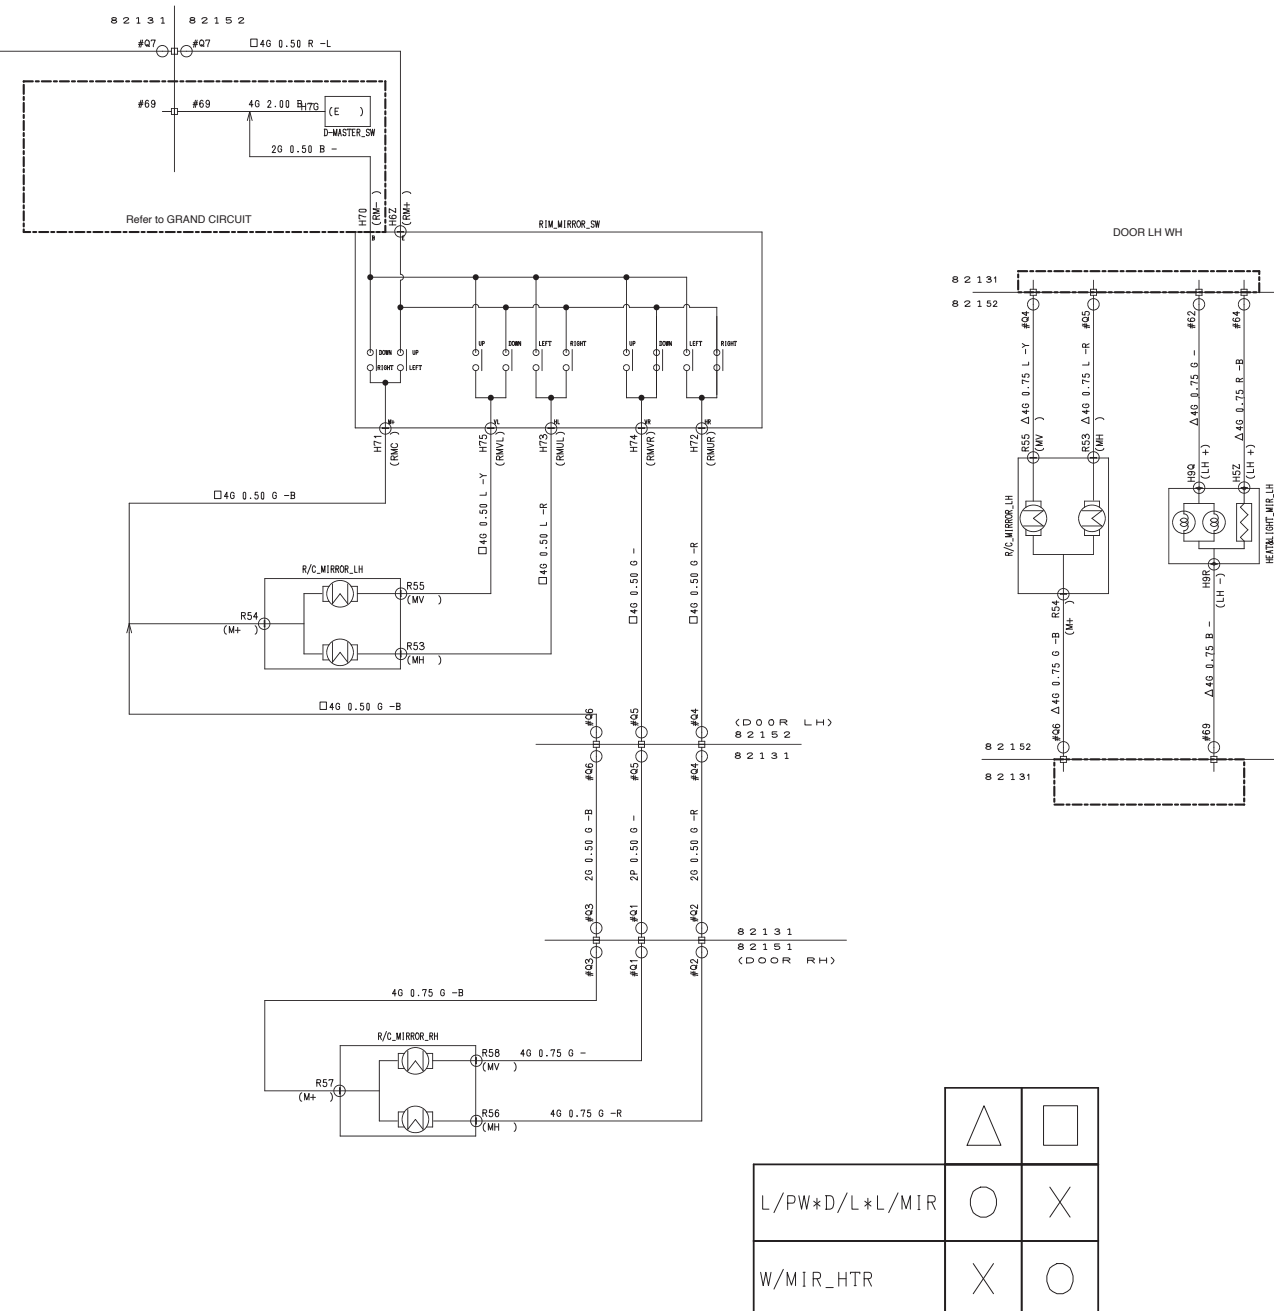 82131 82152
#Q7 #Q7 □4G 0.50 R -L
#69 #69 4G 2.00 B H7G (E )
D-MASTER_SW
2G 0.50 B -
Refer to GRAND CIRCUIT
H70 (RM- )
H6Z (RM+ )
B E
RIM_MIRROR_SW
DOWN UP
RIGHT LEFT
UP DOWN LEFT RIGHT
UP DOWN LEFT RIGHT
M+ VL HL VR HR
H71 (RMC )
H75 (RMVL)
H73 (RMUL)
H74 (RMVR)
H72 (RMUR)
□4G 0.50 G -B
□4G 0.50 L -Y
□4G 0.50 L -R
□4G 0.50 G -
□4G 0.50 G -R
R/C_MIRROR_LH
R55 (MV )
R54 (M+ )
R53 (MH )
□4G 0.50 G -B
#Q6 #Q5 #Q4
(DOOR LH)
82152
82131
#Q6 #Q5 #Q4
2G 0.50 G -B
2P 0.50 G -
2G 0.50 G -R
#Q3 #Q1 #Q2
82131
82151
(DOOR RH)
#Q3 #Q1 #Q2
4G 0.75 G -B
R/C_MIRROR_RH
R58 (MV )
4G 0.75 G -
R57 (M+ )
R56 (MH )
4G 0.75 G -R
DOOR LH WH
82131
82152
#Q4 #Q5 #62 #64
△4G 0.75 L -Y
△4G 0.75 L -R
△4G 0.75 G -
△4G 0.75 R -B
R55 (MV )
R53 (MH )
H9Q (LH +)
H5Z (LH +)
R/C_MIRROR_LH
HEAT&LIGHT_MIR_LH
R54 (M+ )
H9R (LH -)
△4G 0.75 G -B
△4G 0.75 B -
#Q6 #69
82152
82131
△ □
L/PW*D/L*L/MIR ○ X
W/MIR_HTR X ○